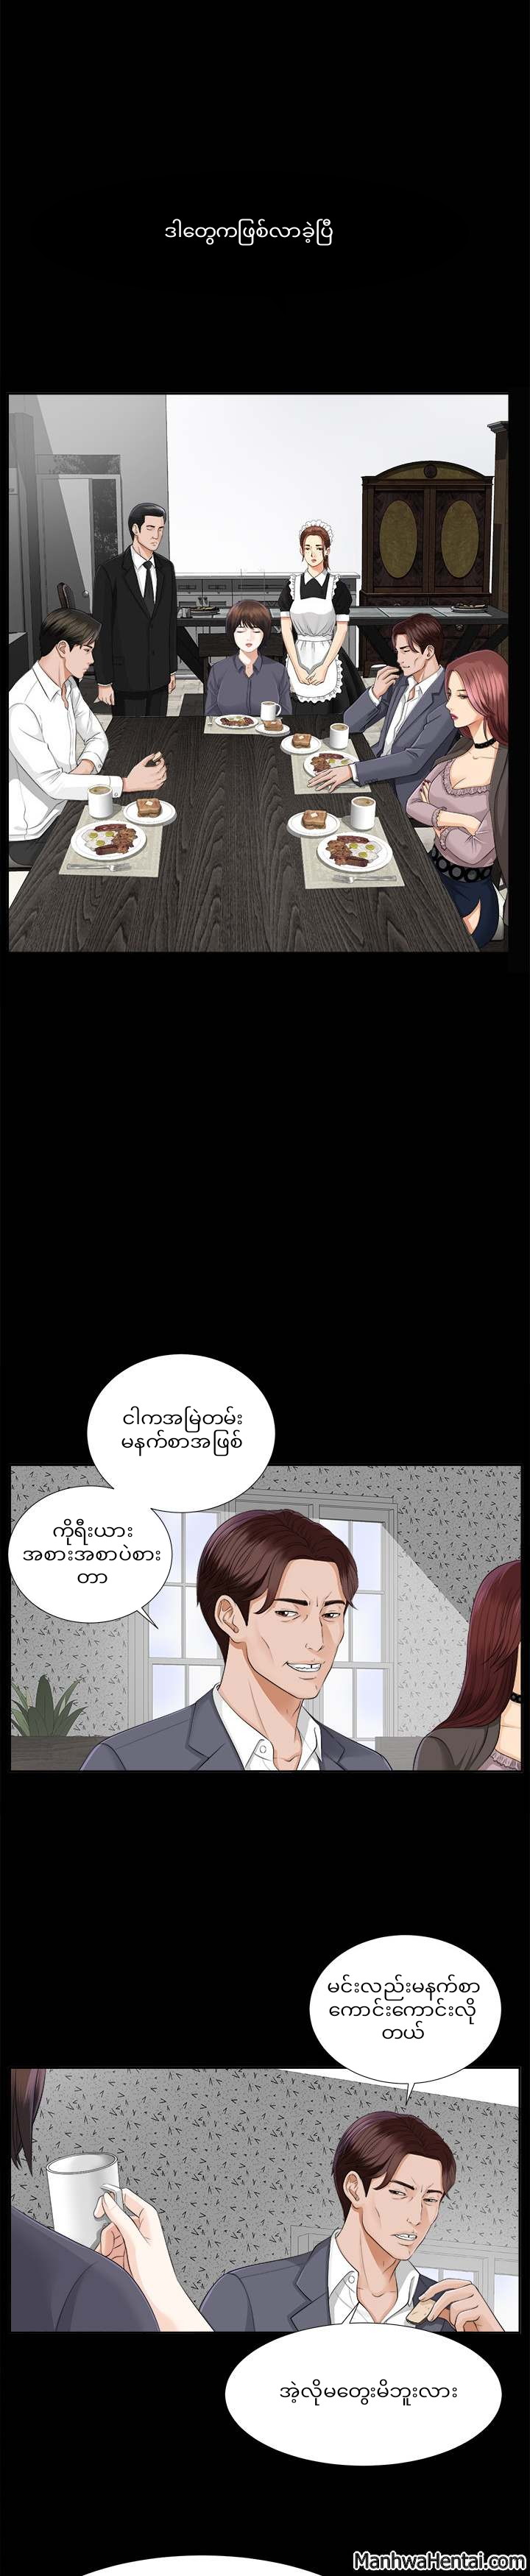 ဒါတွေကဖြစ်လာခဲ့ပြီ
ငါကအမြဲတမ်း
မနက်စာအဖြစ်
ကိုရီးယား
အစားအစာပဲစား
တာ
မင်းလည်းမနက်စာ
ကောင်းကောင်းလို
တယ်
အဲ့လိုမတွေးမိဘူးလား
ManhwaHentai.com